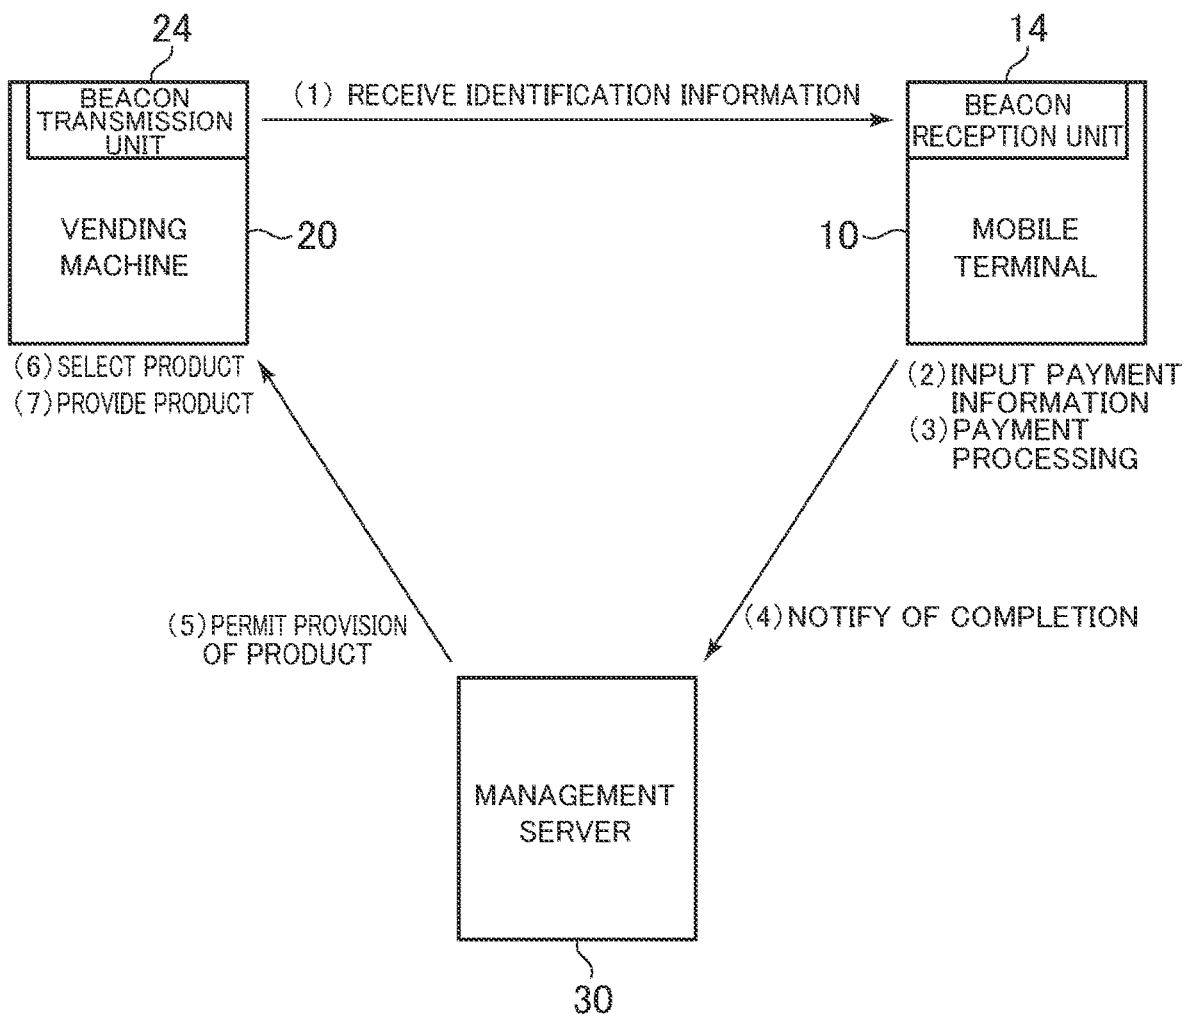 24
14
BEACON
TRANSMISSION
UNIT
(1) RECEIVE IDENTIFICATION INFORMATION
BEACON
RECEPTION UNIT
VENDING
MACHINE
20
10
MOBILE
TERMINAL
(6) SELECT PRODUCT
(7) PROVIDE PRODUCT
(2) INPUT PAYMENT
INFORMATION
(3) PAYMENT
PROCESSING
(4) NOTIFY OF COMPLETION
(5) PERMIT PROVISION
OF PRODUCT
MANAGEMENT
SERVER
30